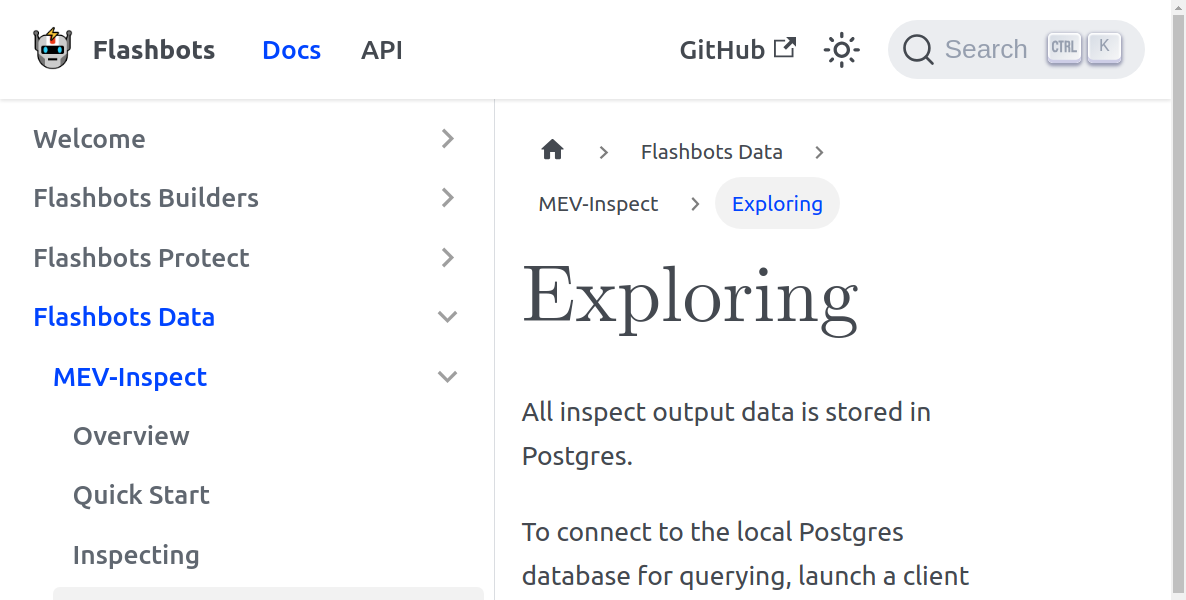 Flashbots Docs API GitHub Search CTRL K
Welcome
Flashbots Builders
Flashbots Protect
Flashbots Data
MEV-Inspect
Overview
Quick Start
Inspecting
Flashbots Data
MEV-Inspect Exploring
Exploring
All inspect output data is stored in
Postgres.
To connect to the local Postgres
database for querying, launch a client